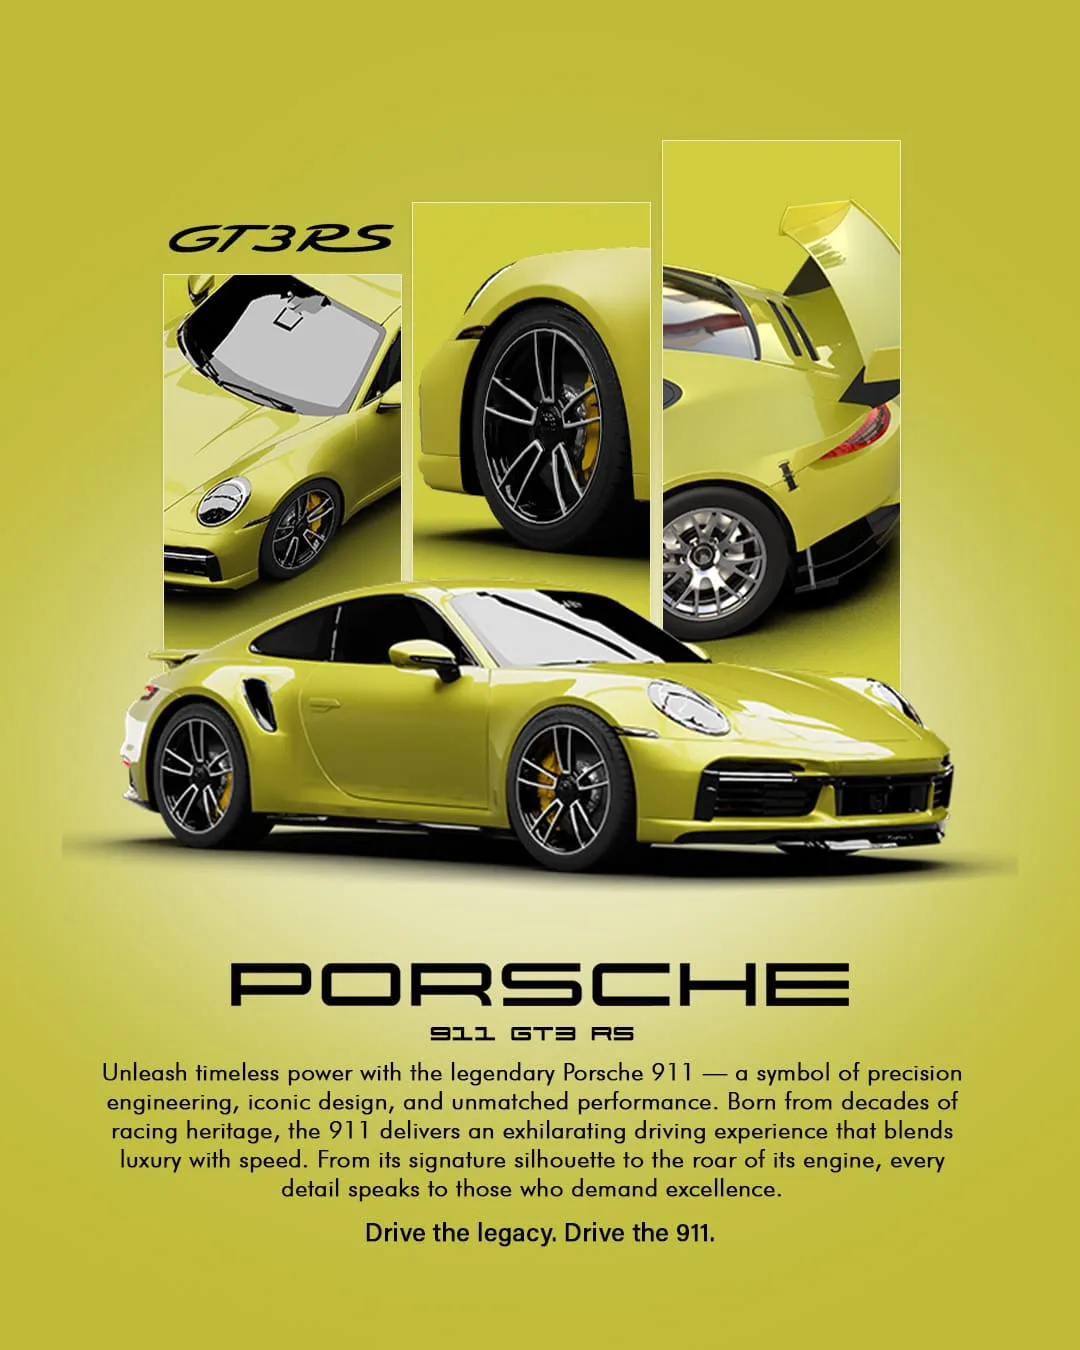 GT3RS
PORSCHE
911 GT3 RS
Unleash timeless power with the legendary Porsche 911 — a symbol of precision
engineering, iconic design, and unmatched performance. Born from decades of
racing heritage, the 911 delivers an exhilarating driving experience that blends
luxury with speed. From its signature silhouette to the roar of its engine, every
detail speaks to those who demand excellence.
Drive the legacy. Drive the 911.